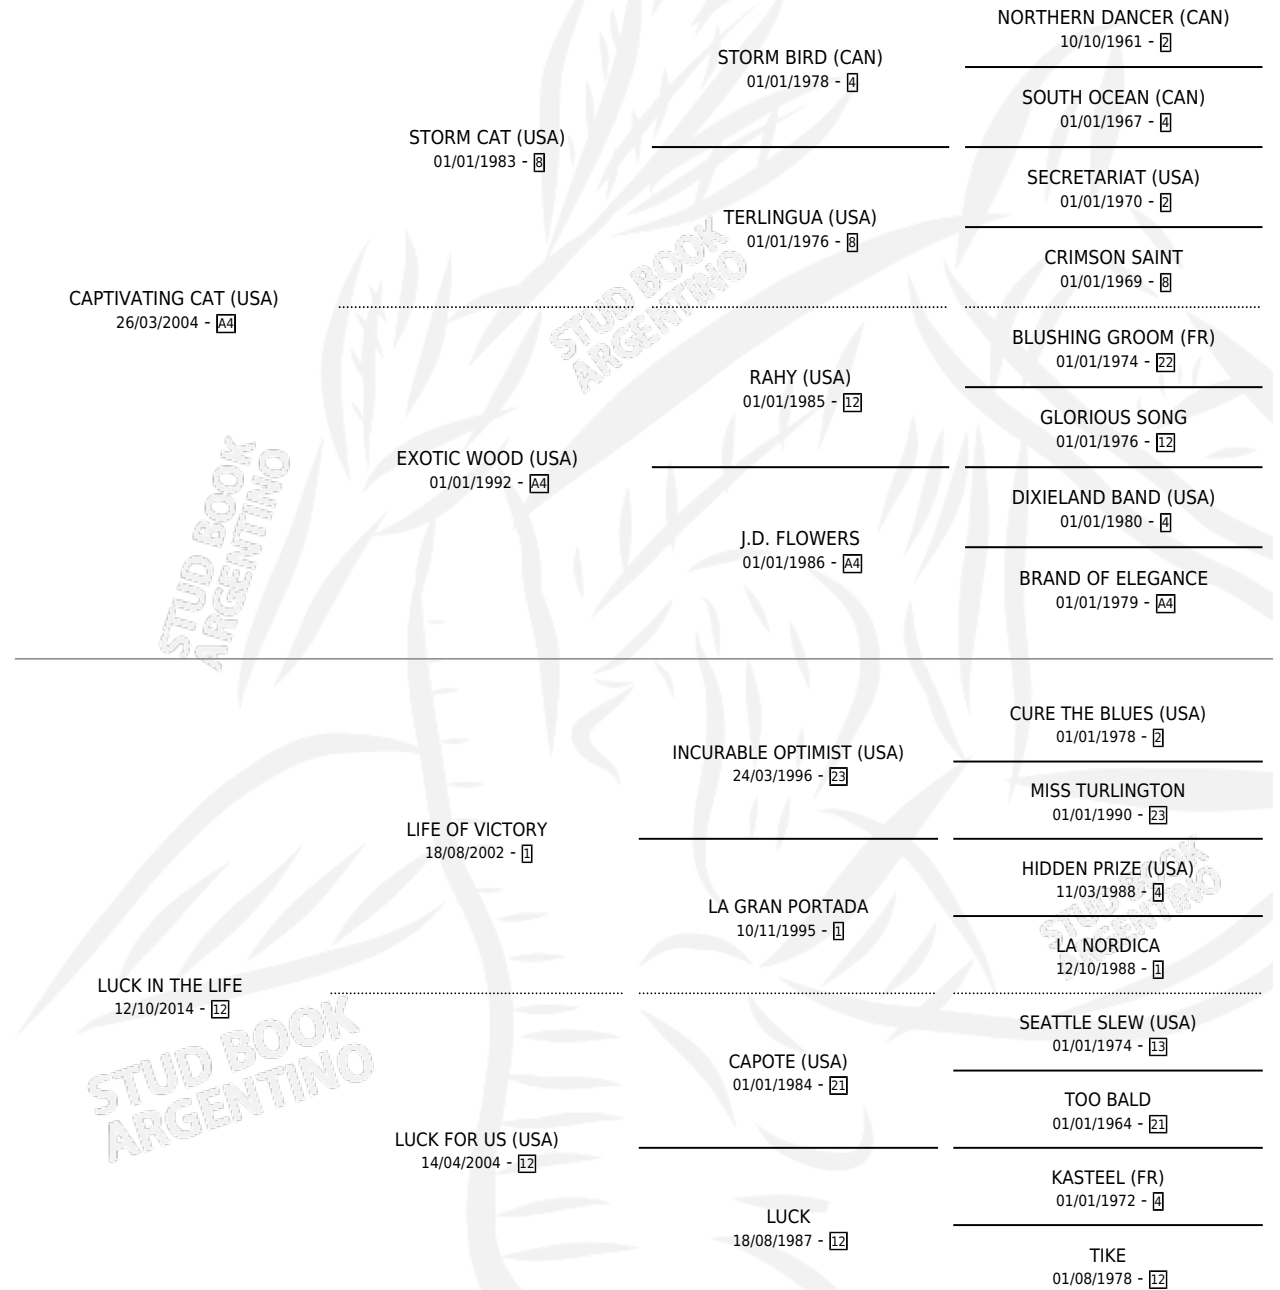 NORTHERN DANCER (CAN)
10/10/1961 - 2
STORM BIRD (CAN)
01/01/1978 - 4
SOUTH OCEAN (CAN)
01/01/1967 - 4
STORM CAT (USA)
01/01/1983 - 8
SECRETARIAT (USA)
01/01/1970 - 2
TERLINGUA (USA)
01/01/1976 - 8
CRIMSON SAINT
01/01/1969 - 8
CAPTIVATING CAT (USA)
26/03/2004 - A4
BLUSHING GROOM (FR)
01/01/1974 - 22
RAHY (USA)
01/01/1985 - 12
GLORIOUS SONG
01/01/1976 - 12
EXOTIC WOOD (USA)
01/01/1992 - A4
DIXIELAND BAND (USA)
01/01/1980 - 4
J.D. FLOWERS
01/01/1986 - A4
BRAND OF ELEGANCE
01/01/1979 - A4
CURE THE BLUES (USA)
01/01/1978 - 2
INCURABLE OPTIMIST (USA)
24/03/1996 - 23
MISS TURLINGTON
01/01/1990 - 23
LIFE OF VICTORY
18/08/2002 - 1
HIDDEN PRIZE (USA)
11/03/1988 - 4
LA GRAN PORTADA
10/11/1995 - 1
LA NORDICA
12/10/1988 - 1
LUCK IN THE LIFE
12/10/2014 - 12
SEATTLE SLEW (USA)
01/01/1974 - 13
CAPOTE (USA)
01/01/1984 - 21
TOO BALD
01/01/1964 - 21
LUCK FOR US (USA)
14/04/2004 - 12
KASTEEL (FR)
01/01/1972 - 4
LUCK
18/08/1987 - 12
TIKE
01/08/1978 - 12
STUD BOOK
ARGENTINO
STUD BOOK
ARGENTINO
STUD BOOK
ARGENTINO
STUD BOOK
ARGENTINO